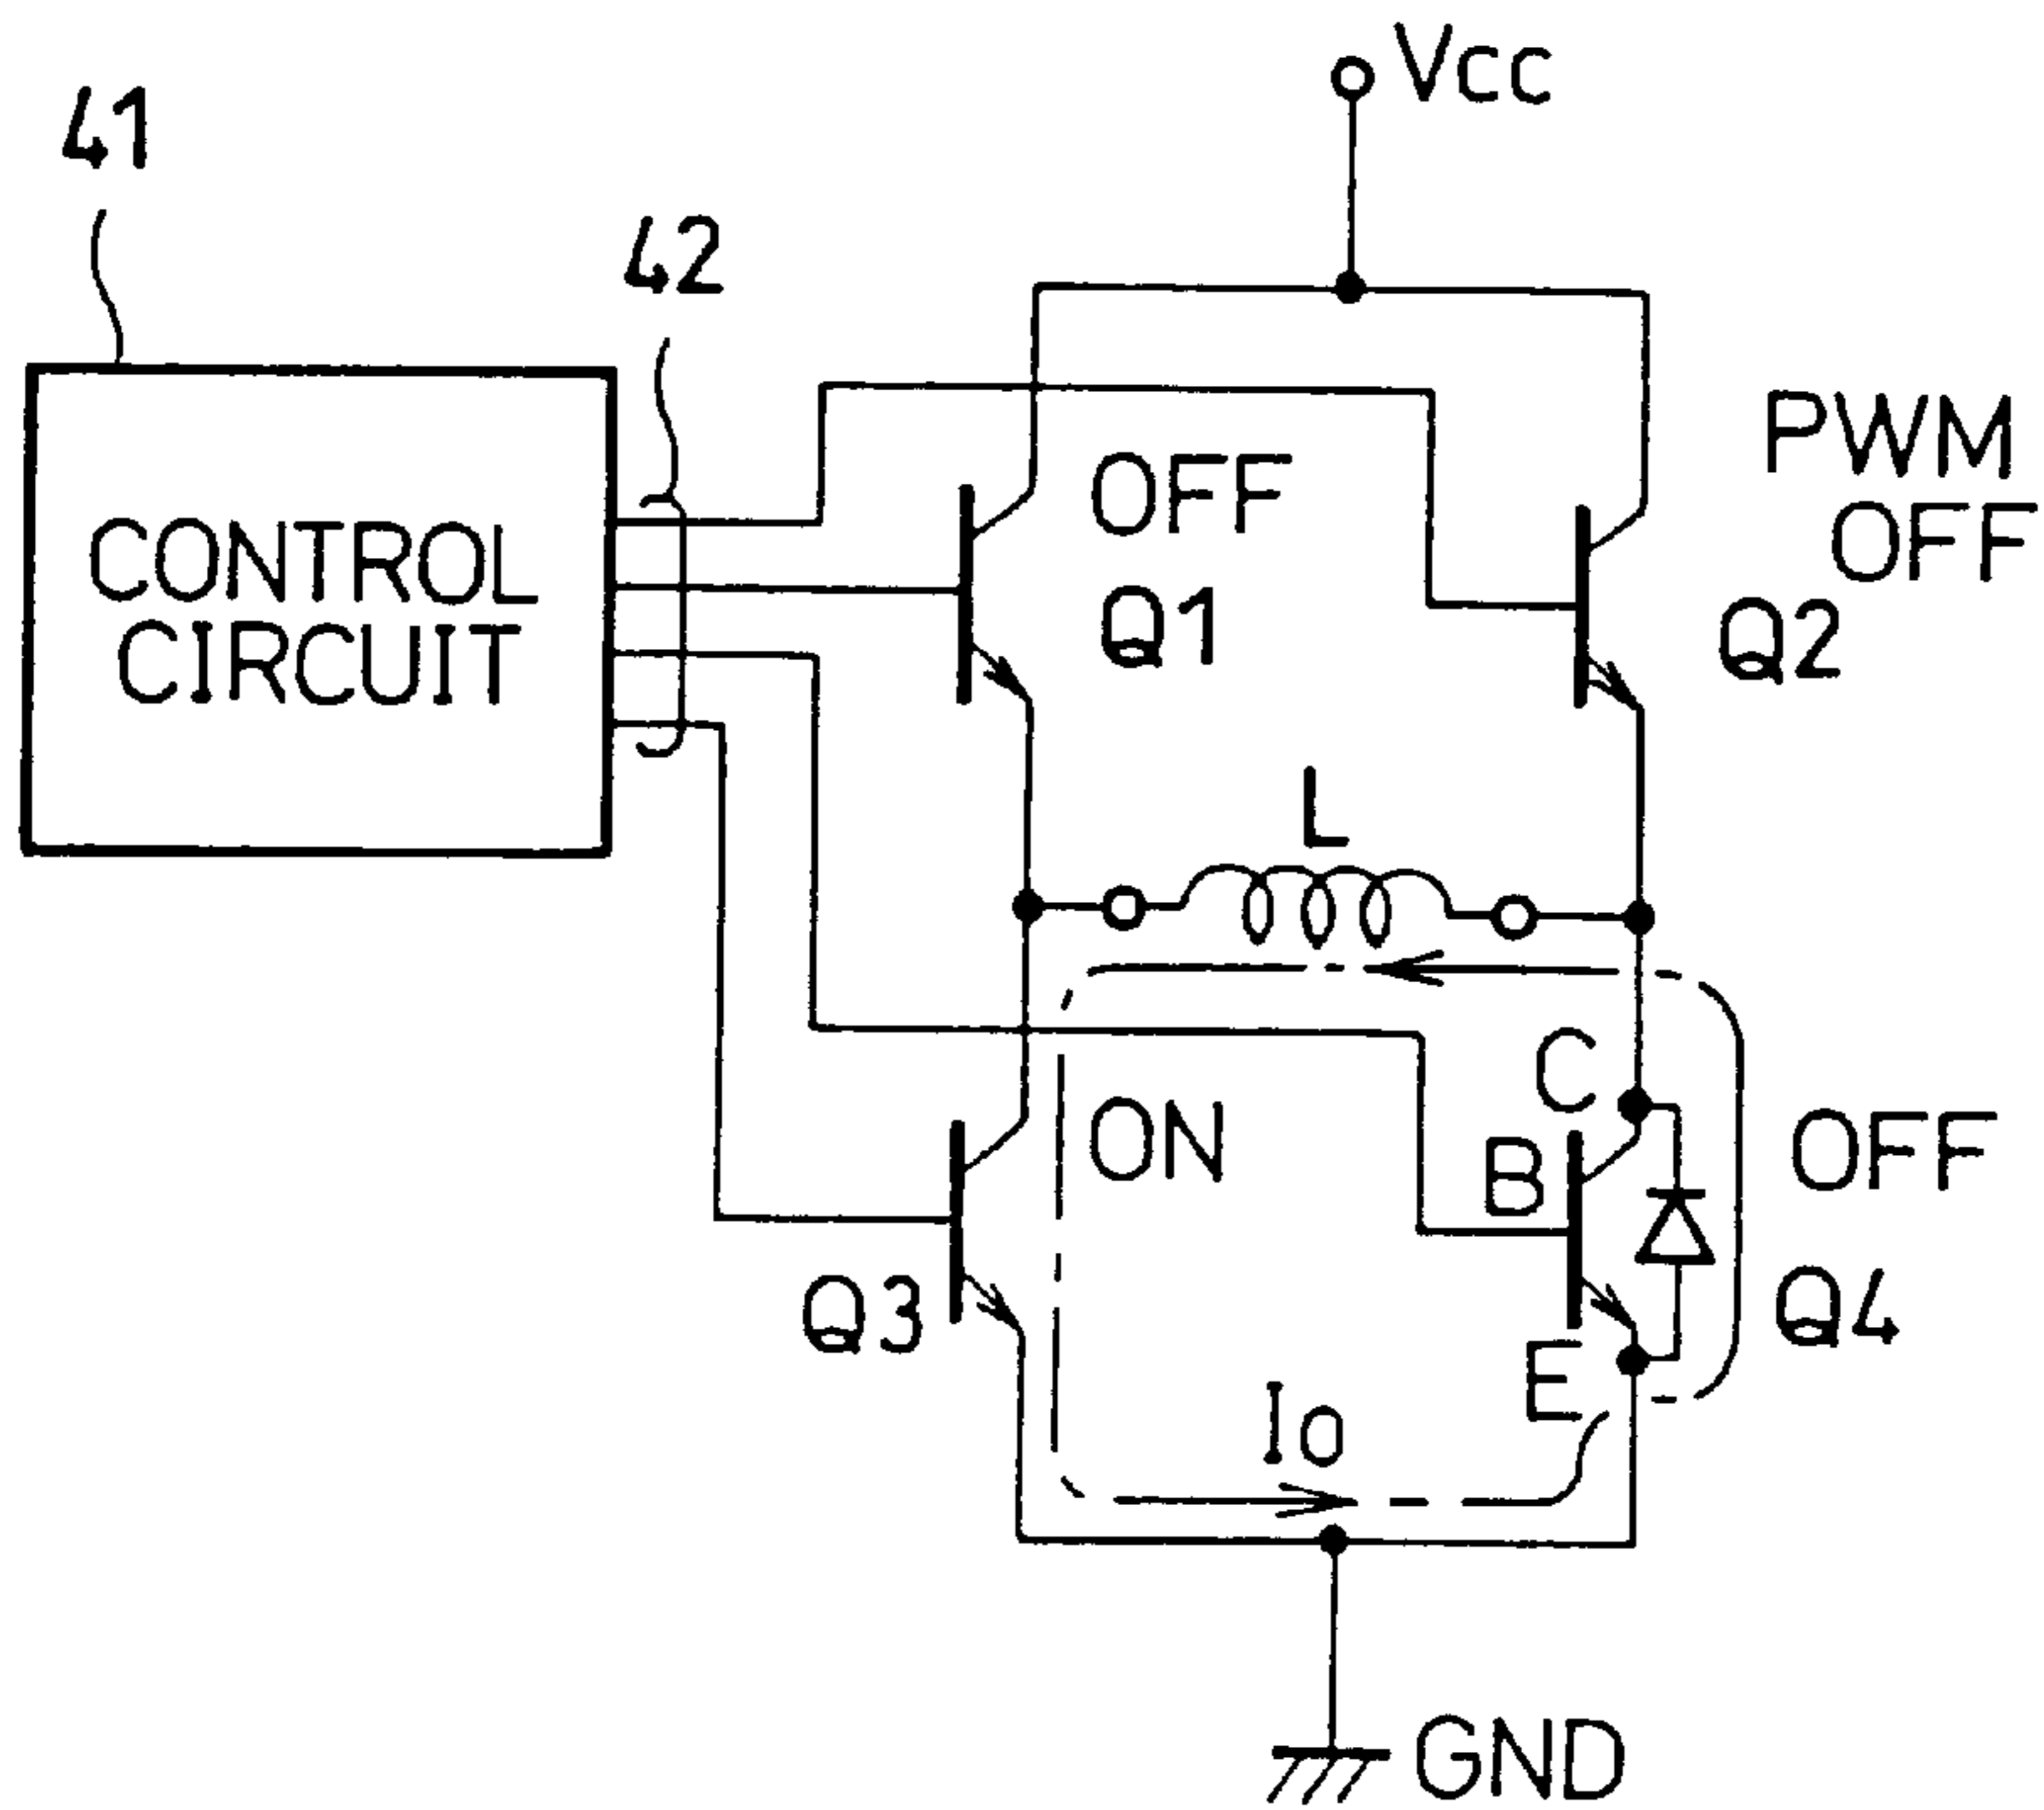 Vcc
41
42
PWM
OFF
OFF
CONTROL
CIRCUIT
Q1
Q2
L
C
ON
B
OFF
Q3
Q4
E
Io
GND